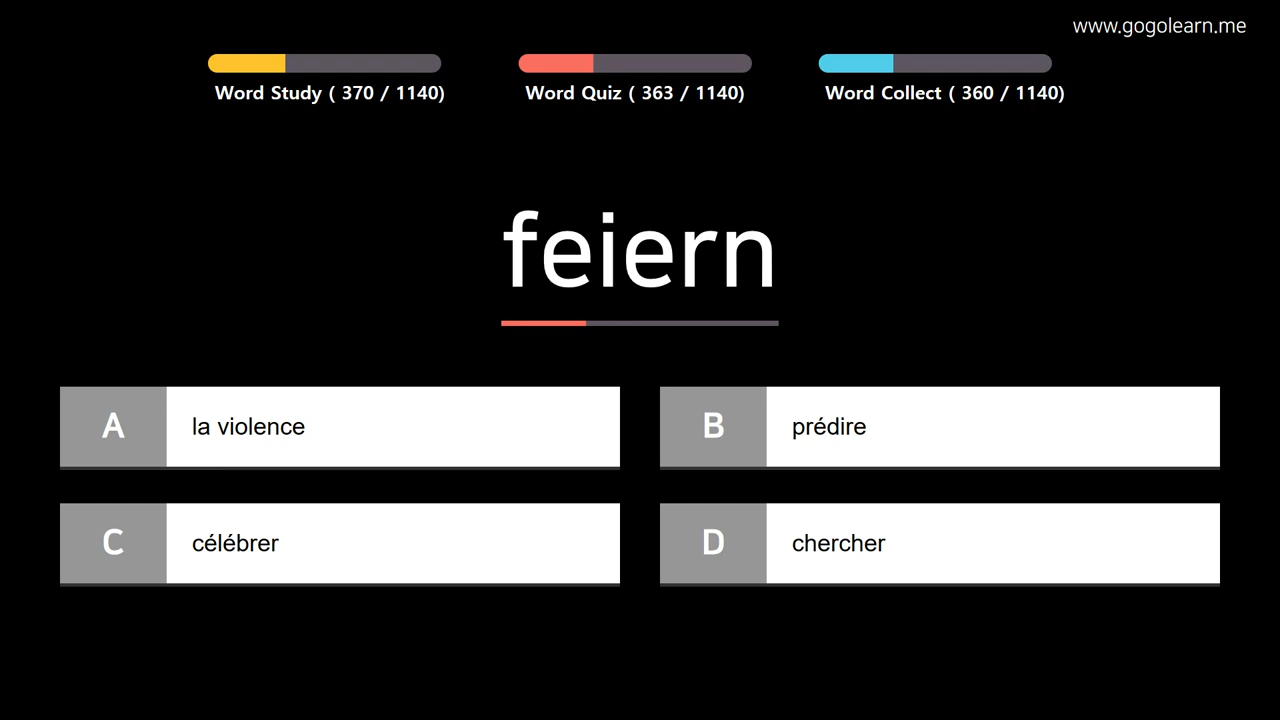 www.gogolearn.me
Word Study ( 370 / 1140)
Word Quiz ( 363 / 1140)
Word Collect ( 360 / 1140)
feiern
A la violence
B prédire
C célébrer
D chercher